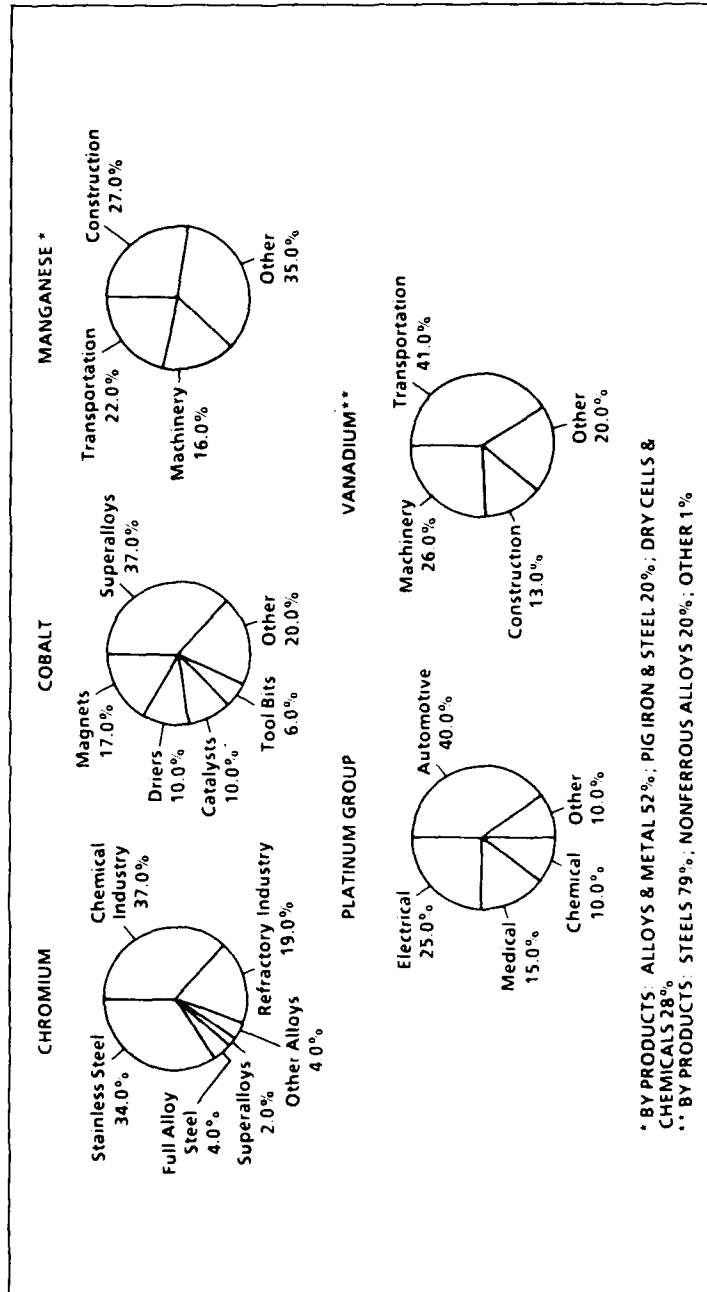 CHROMIUM
Stainless Steel
34.0%
Chemical
Industry
37.0%
Full Alloy
Steel
4.0%
Superalloys
2.0%
Other Alloys
4.0%
Refractory Industry
19.0%
COBALT
Magnets
17.0%
Superalloys
37.0%
Driers
10.0%
Catalysts
10.0%
Tool Bits
6.0%
Other
20.0%
MANGANESE *
Transportation
22.0%
Construction
27.0%
Machinery
16.0%
Other
35.0%
PLATINUM GROUP
Electrical
25.0%
Automotive
40.0%
Medical
15.0%
Chemical
10.0%
Other
10.0%
VANADIUM**
Machinery
26.0%
Transportation
41.0%
Construction
13.0%
Other
20.0%
* BY PRODUCTS: ALLOYS & METAL 52%; PIG IRON & STEEL 20%; DRY CELLS &
CHEMICALS 28%
** BY PRODUCTS: STEELS 79%; NONFERROUS ALLOYS 20%; OTHER 1%